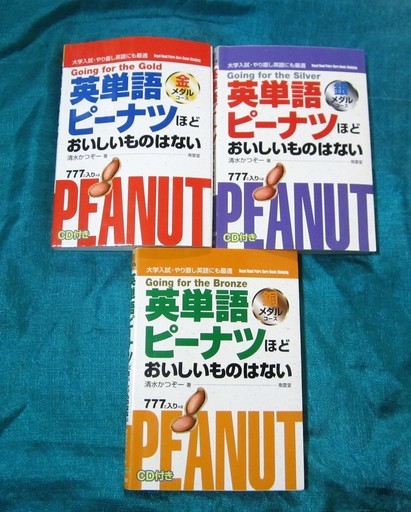 大学入試・やり直し英語にも最適
Going for the Gold
英単語
金
メダル
コース
ピーナツほど
おいしいものはない
清水かつぞー 著
南雲堂
777コ入り
PEANUT
CD付き
大学入試・やり直し英語にも最適
Going for the Silver
英単語
銀
メダル
コース
ピーナツほど
おいしいものはない
清水かつぞー 著
南雲堂
777コ入り
PEANUT
CD付き
大学入試・やり直し英語にも最適
Going for the Bronze
英単語
銅
メダル
コース
ピーナツほど
おいしいものはない
清水かつぞー 著
南雲堂
777コ入り
PEANUT
CD付き